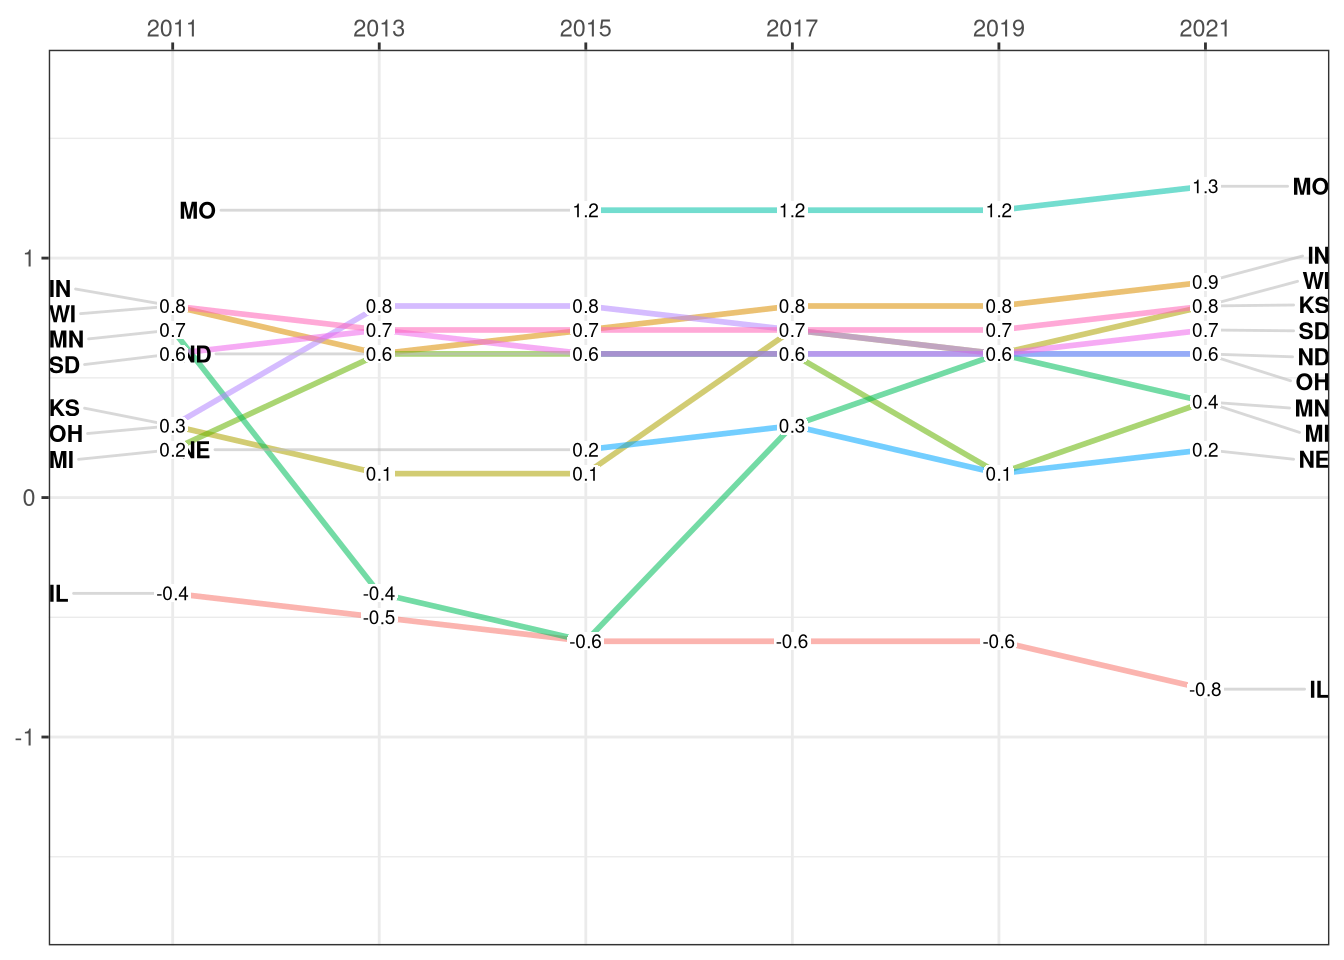 2011 2013 2015 2017 2019 2021
MO 1.3 MO
MO 1.2 1.2 1.2
1 IN
IN 0.9 WI
0.8 0.8 0.8 0.8 0.8 0.8 KS
WI
MN 0.7 0.7 0.7 0.7 0.7 0.7 SD
0.6 ND 0.6 0.6 0.6 0.6 0.6 ND
SD
OH
KS 0.4 MN
OH 0.3 0.3 MI
MI 0.2 NE 0.2 0.2 NE
0.1 0.1 0.1
0
IL -0.4 -0.4
-0.5
-0.6 -0.6 -0.6
-0.8 IL
-1